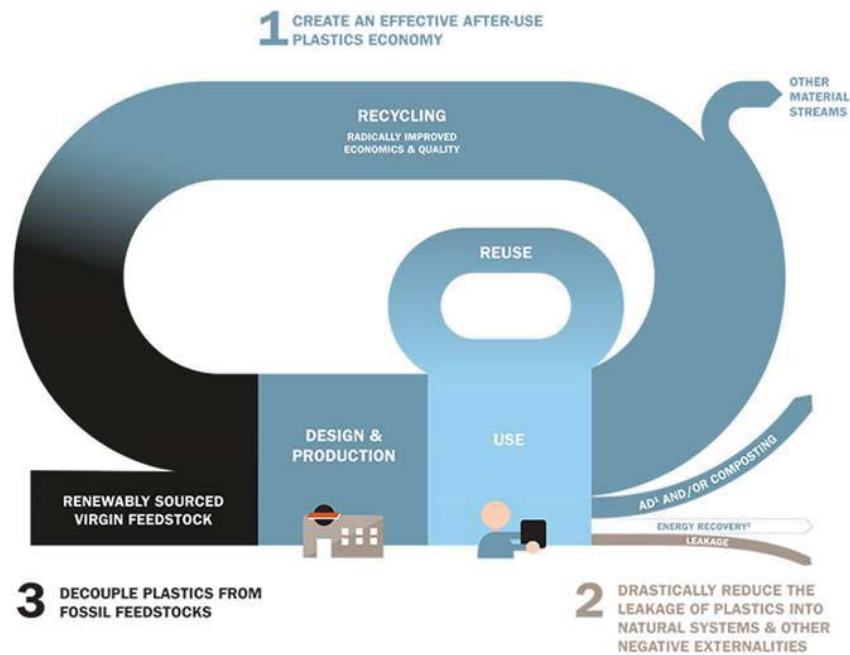 1 CREATE AN EFFECTIVE AFTER-USE
PLASTICS ECONOMY
OTHER
MATERIAL
STREAMS
RECYCLING
RADICALLY IMPROVED
ECONOMICS & QUALITY
REUSE
DESIGN &
PRODUCTION
USE
RENEWABLY SOURCED
VIRGIN FEEDSTOCK
AD¹ AND/OR COMPOSTING
ENERGY RECOVERY²
LEAKAGE
3 DECOUPLE PLASTICS FROM
FOSSIL FEEDSTOCKS
2 DRASTICALLY REDUCE THE
LEAKAGE OF PLASTICS INTO
NATURAL SYSTEMS & OTHER
NEGATIVE EXTERNALITIES